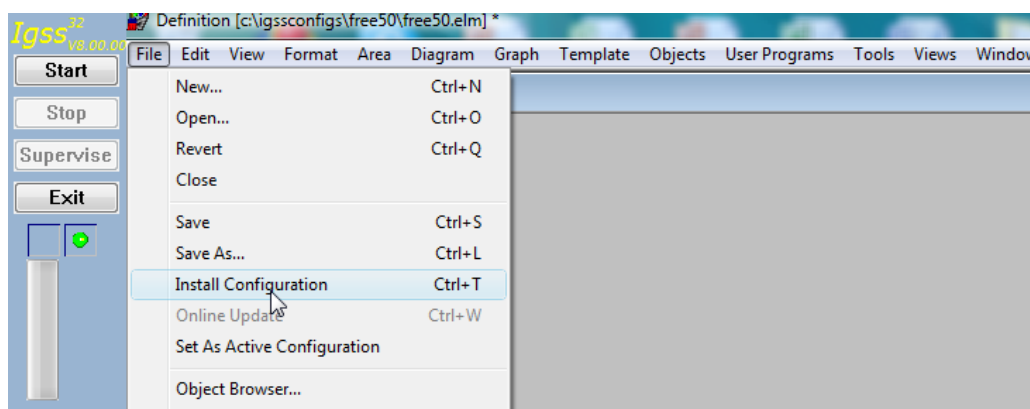 Igss32
V8.00.00
Definition [c:\igssconfigs\free50\free50.elm] *
File Edit View Format Area Diagram Graph Template Objects User Programs Tools Views
Start
Stop
Supervise
Exit
New... Ctrl+N
Open... Ctrl+O
Revert Ctrl+Q
Close
Save Ctrl+S
Save As... Ctrl+L
Install Configuration Ctrl+T
Online Update Ctrl+W
Set As Active Configuration
Object Browser...